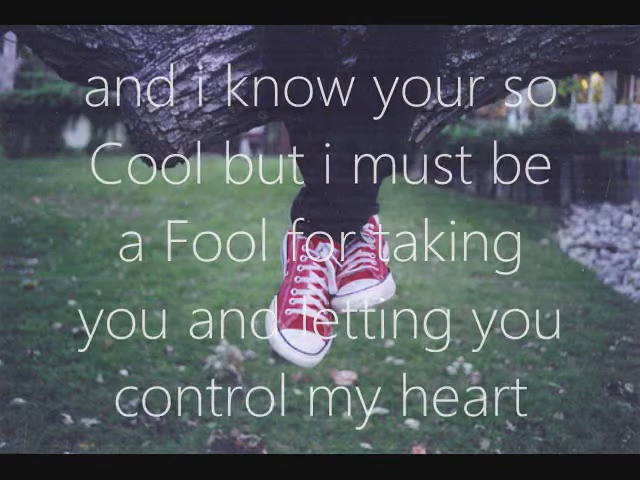 and i know your so
Cool but i must be
a Fool for taking
you and letting you
control my heart